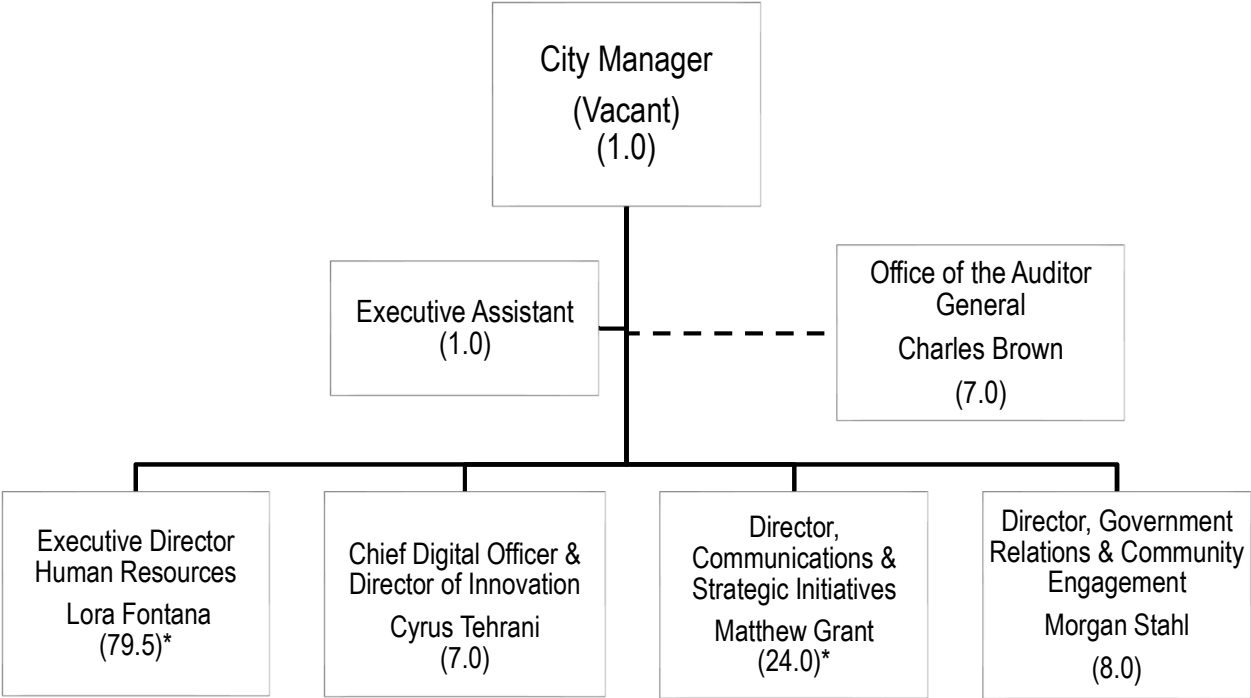 City Manager
(Vacant)
(1.0)
Executive Assistant
(1.0)
Office of the Auditor
General
Charles Brown
(7.0)
Executive Director
Human Resources
Lora Fontana
(79.5)*
Chief Digital Officer &
Director of Innovation
Cyrus Tehrani
(7.0)
Director,
Communications &
Strategic Initiatives
Matthew Grant
(24.0)*
Director, Government
Relations & Community
Engagement
Morgan Stahl
(8.0)